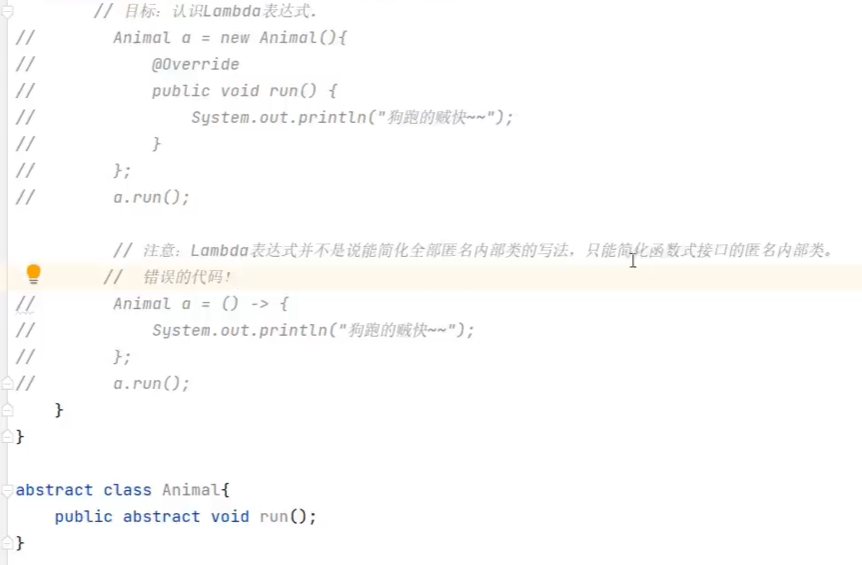 // 目标：认识Lambda表达式.
// Animal a = new Animal(){
// @Override
// public void run() {
// System.out.println("狗跑的贼快~~");
// }
// };
// a.run();
// 注意：Lambda表达式并不是说能简化全部匿名内部类的写法，只能简化函数式接口的匿名内部类。
// 错误的代码!
// Animal a = () -> {
// System.out.println("狗跑的贼快~~");
// };
// a.run();
}
}
abstract class Animal{
public abstract void run();
}